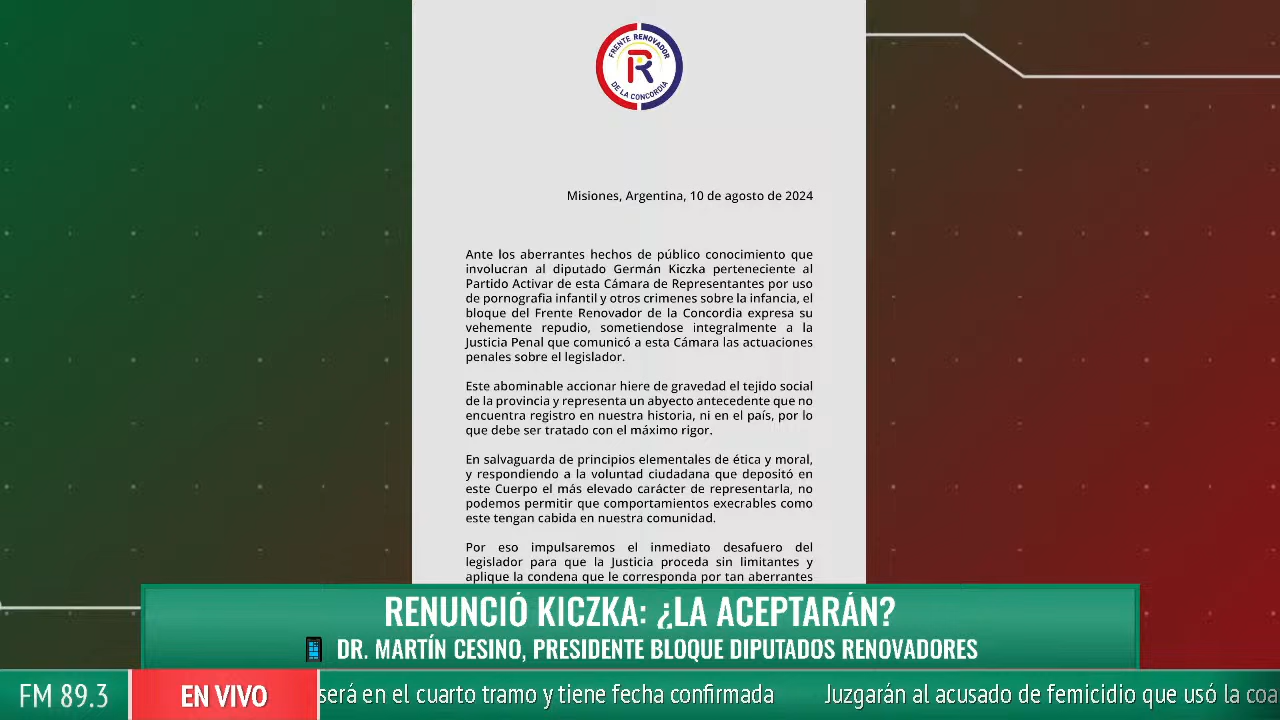 FRENTE RENOVADOR
R
DE LA CONCORDIA
Misiones, Argentina, 10 de agosto de 2024
Ante los aberrantes hechos de público conocimiento que
involucran al diputado Germán Kiczka perteneciente al
Partido Activar de esta Cámara de Representantes por uso
de pornografia infantil y otros crimenes sobre la infancia, el
bloque del Frente Renovador de la Concordia expresa su
vehemente repudio, sometiendose integralmente a la
Justicia Penal que comunicó a esta Cámara las actuaciones
penales sobre el legislador.
Este abominable accionar hiere de gravedad el tejido social
de la provincia y representa un abyecto antecedente que no
encuentra registro en nuestra historia, ni en el país, por lo
que debe ser tratado con el máximo rigor.
En salvaguarda de principios elementales de ética y moral,
y respondiendo a la voluntad ciudadana que depositó en
este Cuerpo el más elevado carácter de representarla, no
podemos permitir que comportamientos execrables como
este tengan cabida en nuestra comunidad.
Por eso impulsaremos el inmediato desafuero del
legislador para que la Justicia proceda sin limitantes y
aplique la condena que le corresponda por tan aberrantes
RENUNCIÓ KICZKA: ¿LA ACEPTARÁN?
DR. MARTÍN CESINO, PRESIDENTE BLOQUE DIPUTADOS RENOVADORES
FM 89.3 EN VIVO será en el cuarto tramo y tiene fecha confirmada Juzgarán al acusado de femicidio que usó la coa